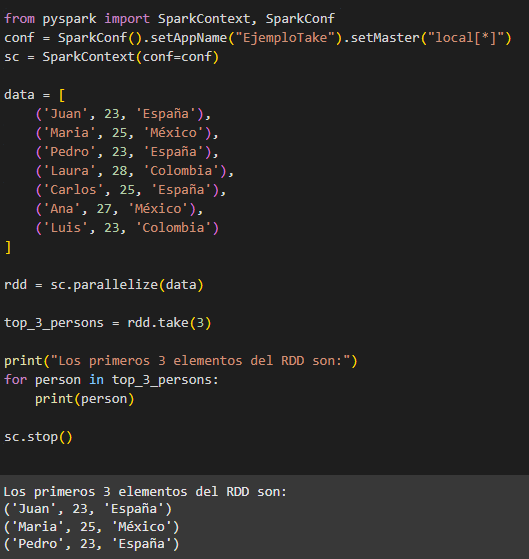 from pyspark import SparkContext, SparkConf
conf = SparkConf().setAppName("EjemploTake").setMaster("local[*]")
sc = SparkContext(conf=conf)

data = [
    ('Juan', 23, 'España'),
    ('Maria', 25, 'México'),
    ('Pedro', 23, 'España'),
    ('Laura', 28, 'Colombia'),
    ('Carlos', 25, 'España'),
    ('Ana', 27, 'México'),
    ('Luis', 23, 'Colombia')
]

rdd = sc.parallelize(data)

top_3_persons = rdd.take(3)

print("Los primeros 3 elementos del RDD son:")
for person in top_3_persons:
    print(person)

sc.stop()

Los primeros 3 elementos del RDD son:
('Juan', 23, 'España')
('Maria', 25, 'México')
('Pedro', 23, 'España')